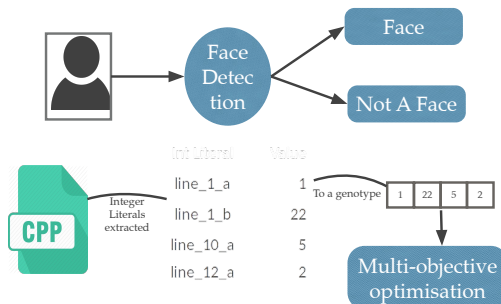 Face
Face
Detec
tion
Not A Face
Int Literal Value
line_1_a 1
To a genotype
1 22 5 2
Integer
Literals
extracted
CPP
line_1_b 22
line_10_a 5
line_12_a 2
Multi-objective
optimisation